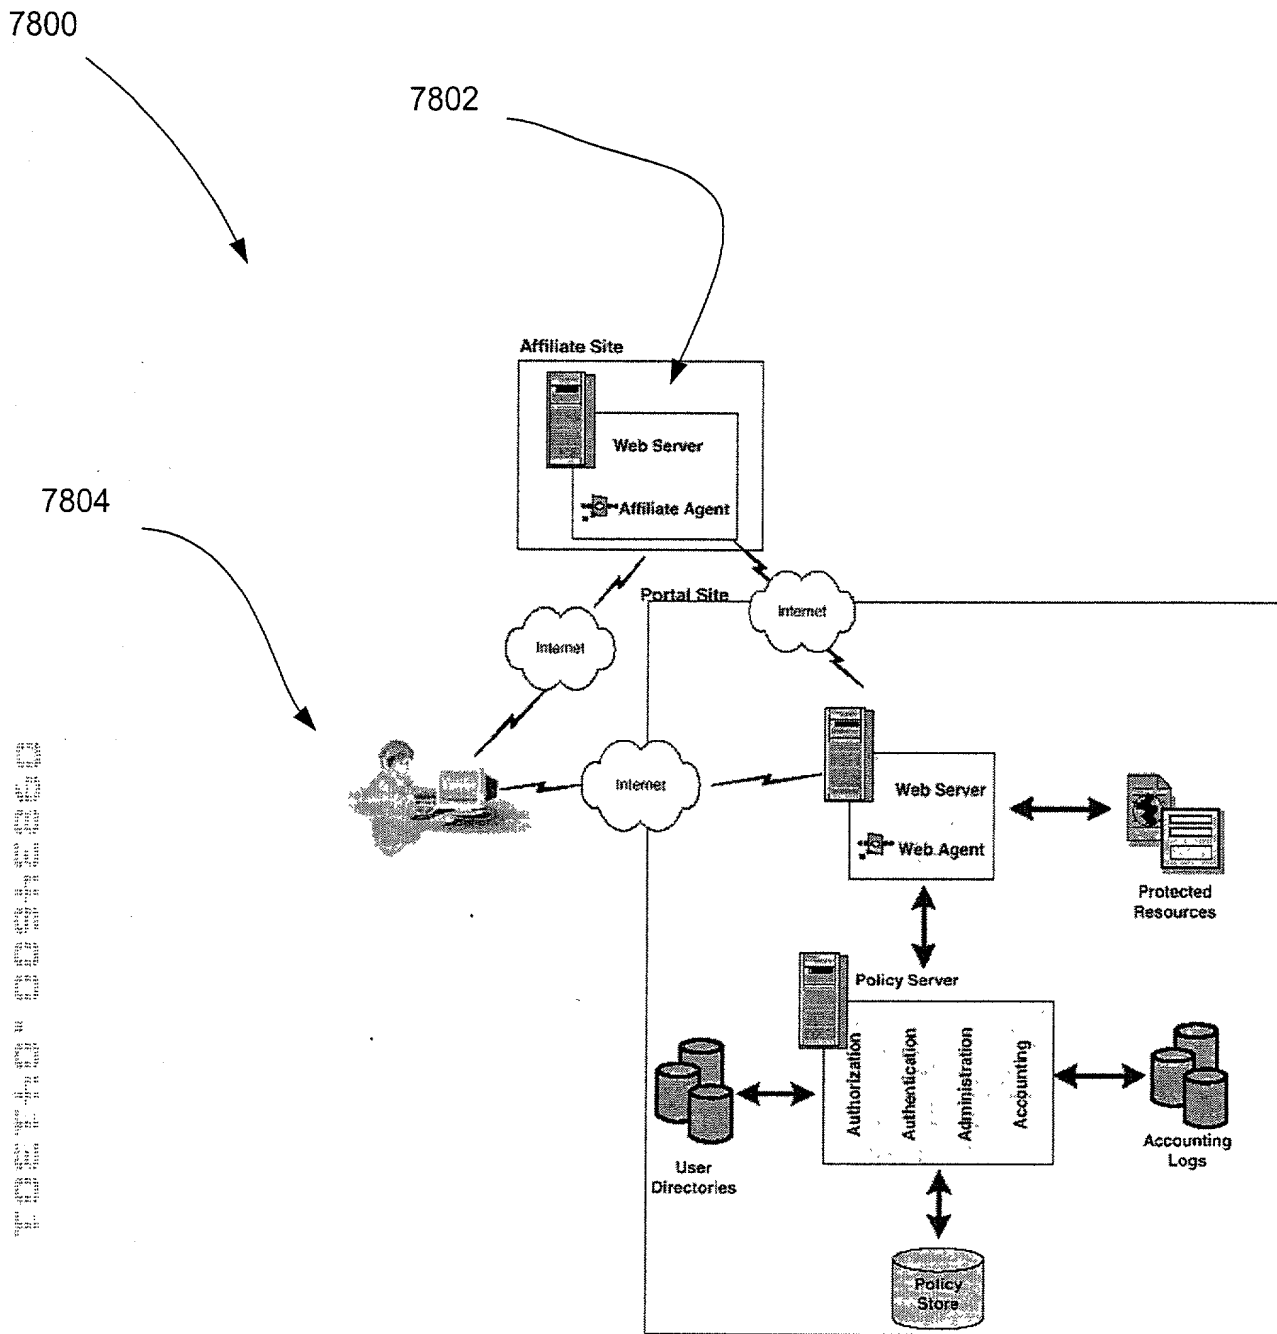 7800
7802
Affiliate Site
Web Server
Affiliate Agent
7804
Portal Site
Internet
Internet
Internet
Web Server
Web Agent
Protected
Resources
Policy Server
Authorization
Authentication
Administration
Accounting
User
Directories
Accounting
Logs
Policy
Store